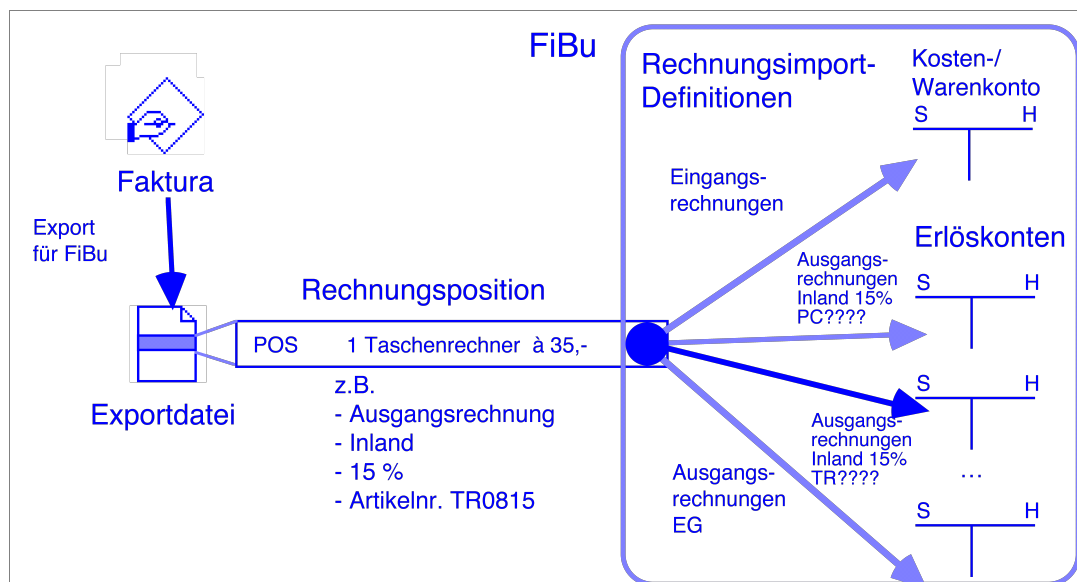 FiBu
Rechnungsimport-
Definitionen
Kosten-/
Warenkonto
S H
Faktura
Export
für FiBu
Eingangs-
rechnungen
Erlöskonten
Ausgangs-
rechnungen
Inland 15%
PC????
S H
Rechnungsposition
POS 1 Taschenrechner à 35,-
Exportdatei
z.B.
- Ausgangsrechnung
- Inland
- 15 %
- Artikelnr. TR0815
S H
Ausgangs-
rechnungen
Inland 15%
TR????
...
Ausgangs-
rechnungen
EG
S H